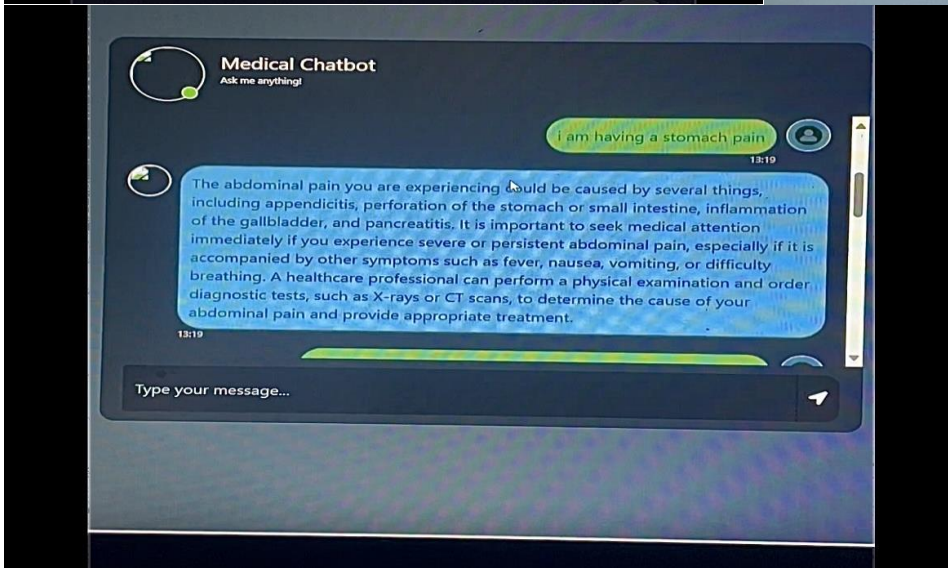 Medical Chatbot
Ask me anything!
i am having a stomach pain
13:19
The abdominal pain you are experiencing could be caused by several things,
including appendicitis, perforation of the stomach or small intestine, inflammation
of the gallbladder, and pancreatitis. It is important to seek medical attention
immediately if you experience severe or persistent abdominal pain, especially if it is
accompanied by other symptoms such as fever, nausea, vomiting, or difficulty
breathing. A healthcare professional can perform a physical examination and order
diagnostic tests, such as X-rays or CT scans, to determine the cause of your
abdominal pain and provide appropriate treatment.
13:19
Type your message...